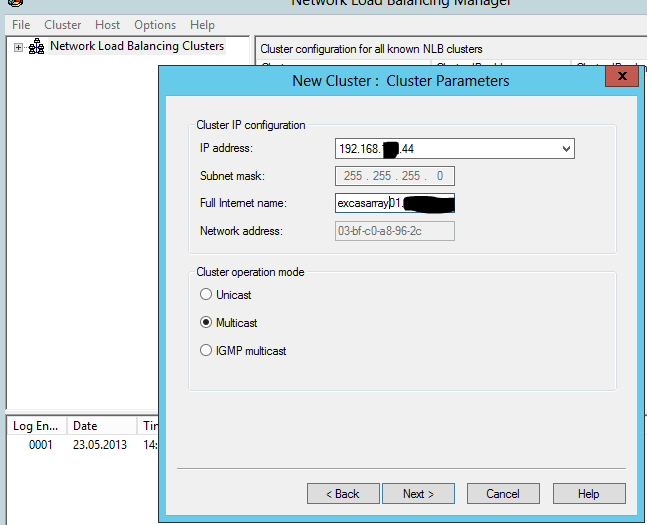 Network Load Balancing Manager
File Cluster Host Options Help
Network Load Balancing Clusters
Cluster configuration for all known NLB clusters
New Cluster : Cluster Parameters
x
Cluster IP configuration
IP address: 192.168.1 .44
Subnet mask: 255 . 255 . 255 . 0
Full Internet name: excasarray01.
Network address: 03-bf-c0-a8-96-2c
Cluster operation mode
Unicast
Multicast
IGMP multicast
Log En... Date
0001 23.05.2013 14:
< Back Next > Cancel Help